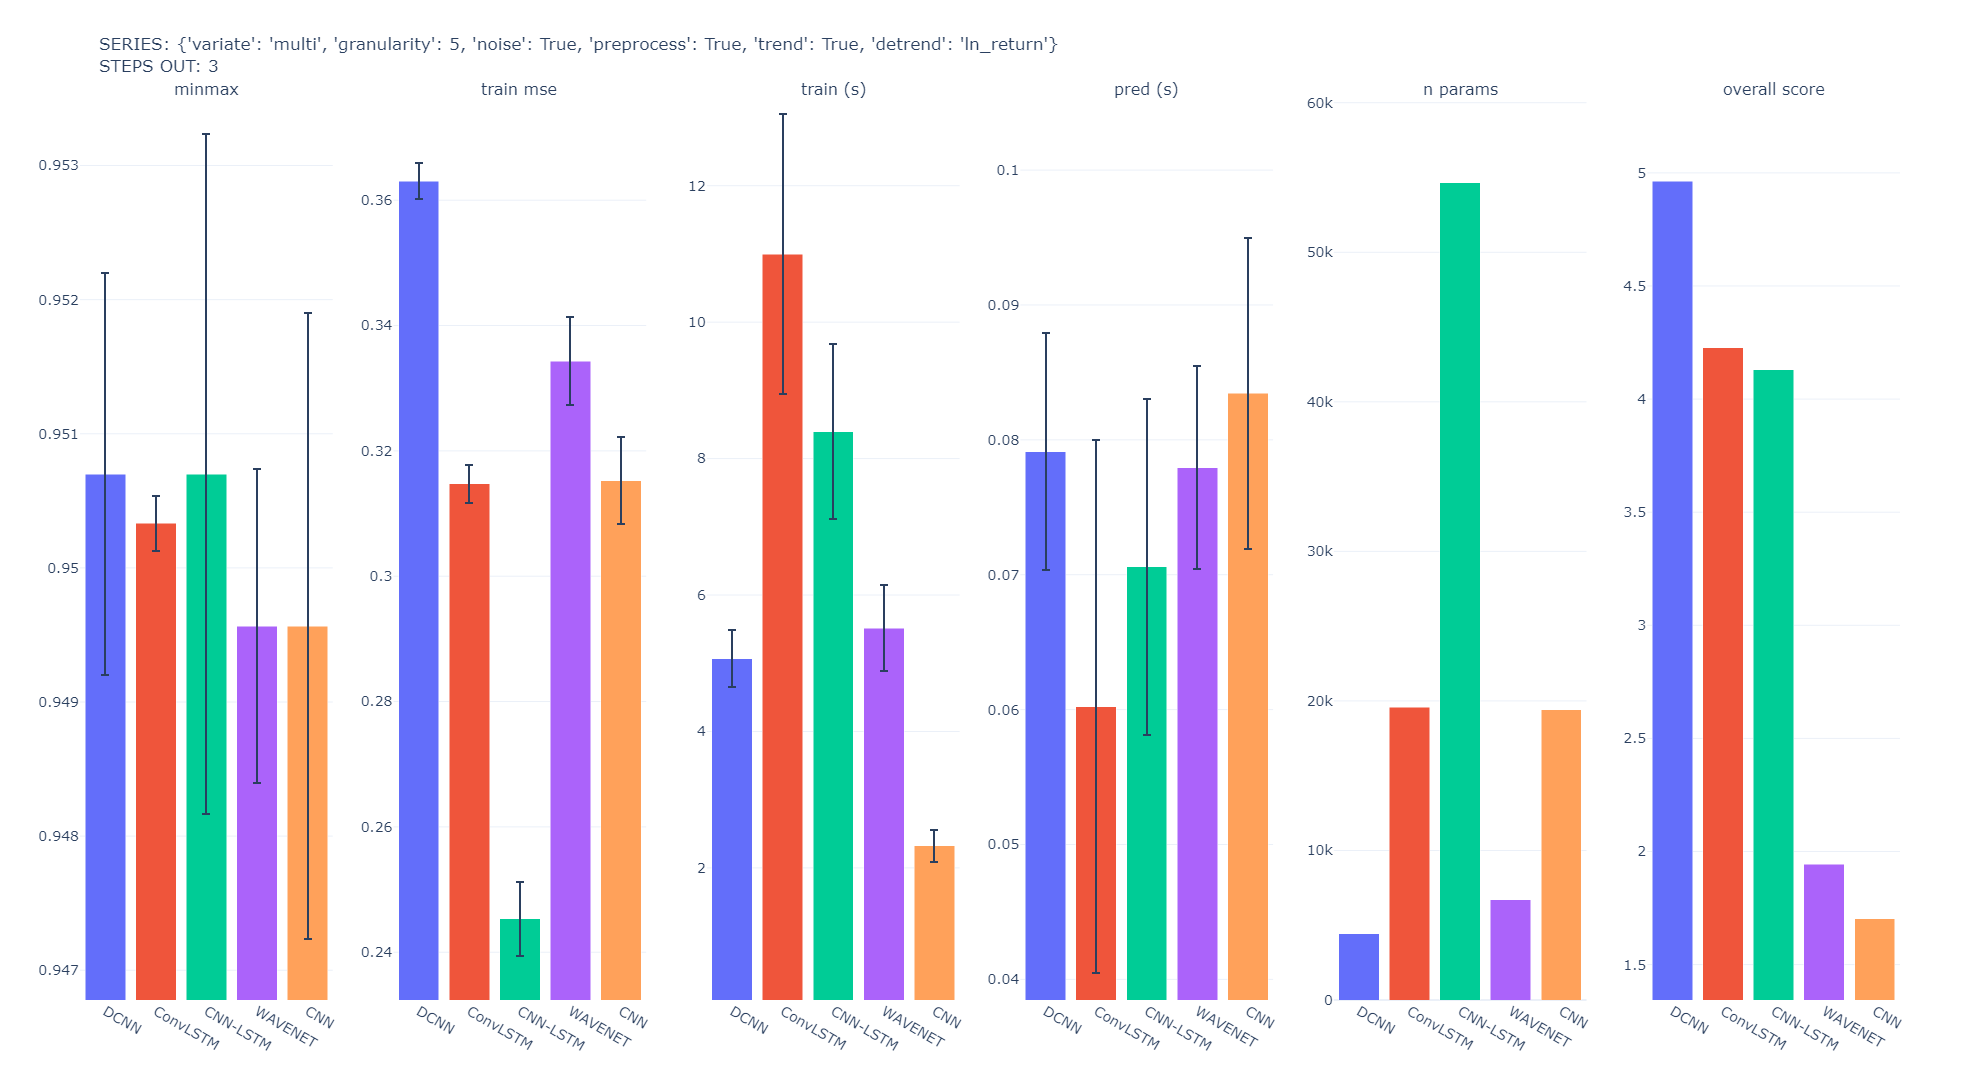 SERIES: {'variate': 'multi', 'granularity': 5, 'noise': True, 'preprocess': True, 'trend': True, 'detrend': 'ln_return'}
STEPS OUT: 3
minmax
0.953
0.952
0.951
0.95
0.949
0.948
0.947
DCNN
ConvLSTM
CNN-LSTM
WAVENET
CNN
train mse
0.36
0.34
0.32
0.3
0.28
0.26
0.24
DCNN
ConvLSTM
CNN-LSTM
WAVENET
CNN
train (s)
12
10
8
6
4
2
DCNN
ConvLSTM
CNN-LSTM
WAVENET
CNN
pred (s)
0.1
0.09
0.08
0.07
0.06
0.05
0.04
DCNN
ConvLSTM
CNN-LSTM
WAVENET
CNN
n params
60k
50k
40k
30k
20k
10k
0
DCNN
ConvLSTM
CNN-LSTM
WAVENET
CNN
overall score
5
4.5
4
3.5
3
2.5
2
1.5
DCNN
ConvLSTM
CNN-LSTM
WAVENET
CNN